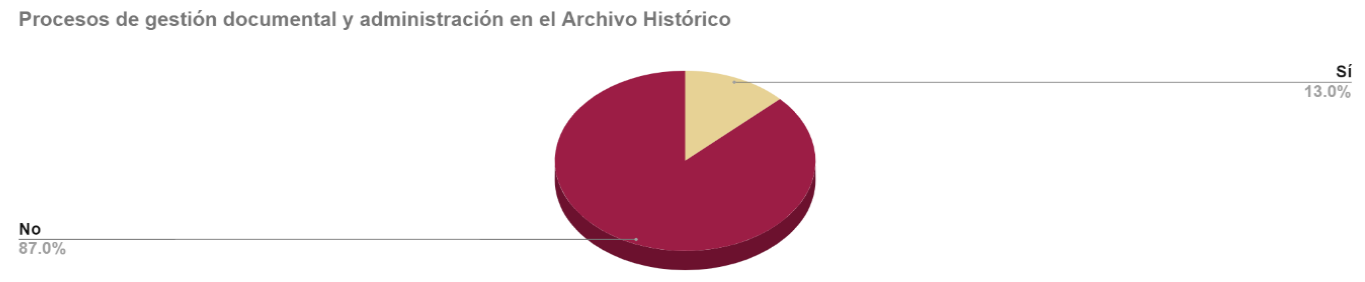 Procesos de gestión documental y administración en el Archivo Histórico
Sí
13.0%
No
87.0%